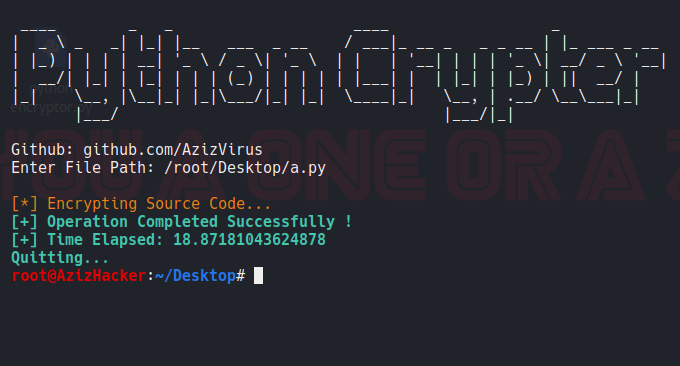 Python Crypter
Github: github.com/AzizVirus
Enter File Path: /root/Desktop/a.py
[*] Encrypting Source Code...
[+] Operation Completed Successfully !
[+] Time Elapsed: 18.87181043624878
Quitting...
root@AzizHacker:~/Desktop#